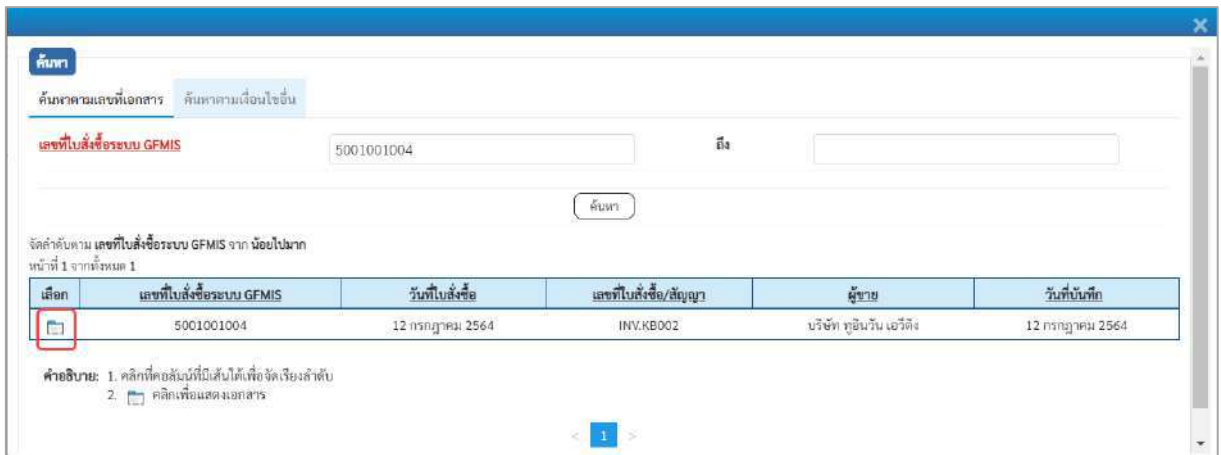 ค้นหา
ค้นหาตามเลขที่เอกสาร ค้นหาตามเงื่อนไขอื่น
เลขที่ใบสั่งซื้อระบบ GFMIS 5001001004 ถึง
ค้นหา
จัดลำดับตาม เลขที่ใบสั่งซื้อระบบ GFMIS จาก น้อยไปมาก
หน้าที่ 1 จากทั้งหมด 1
เลือก เลขที่ใบสั่งซื้อระบบ GFMIS วันที่ใบสั่งซื้อ เลขที่ใบสั่งซื้อ/สัญญา ผู้ขาย วันที่บันทึก
5001001004 12 กรกฎาคม 2564 INV.KB002 บริษัท ทูอินวัน เอวีดิง 12 กรกฎาคม 2564
คำอธิบาย: 1. คลิกที่คอลัมน์ที่มีเส้นใต้เพื่อจัดเรียงลำดับ
2. คลิกเพื่อแสดงเอกสาร
< 1 >